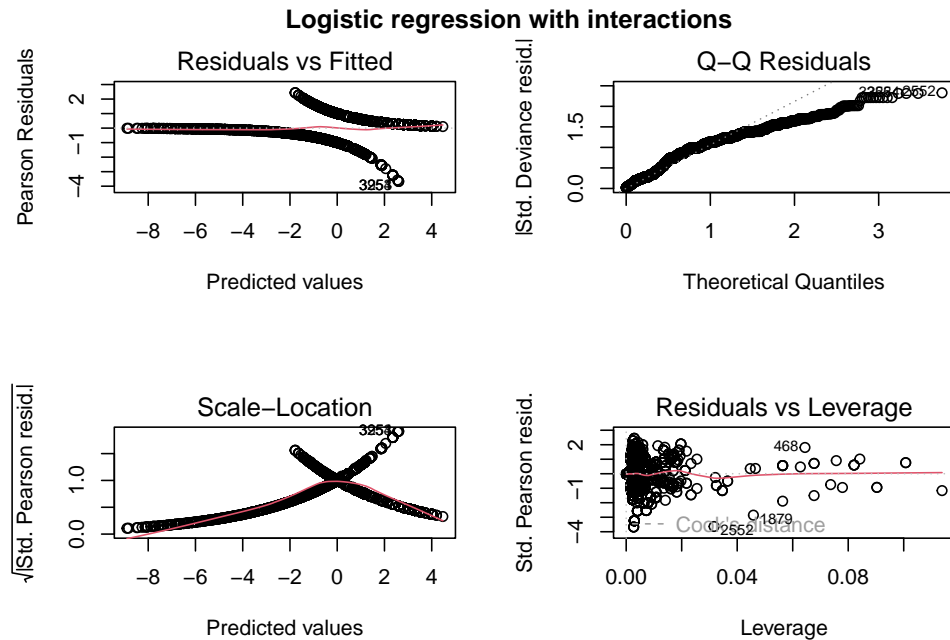 Logistic regression with interactions
Residuals vs Fitted
Pearson Residuals
2
−1
−4
−8 −6 −4 −2 0 2 4
Predicted values
Q−Q Residuals
|Std. Deviance resid.|
0.0 1.5
2552
0 1 2 3
Theoretical Quantiles
Scale−Location
√|Std. Pearson resid.|
0.0 1.0
−8 −6 −4 −2 0 2 4
Predicted values
Residuals vs Leverage
Std. Pearson resid.
2
−1
−4
468
1879
2552
Cook's distance
0.00 0.04 0.08
Leverage